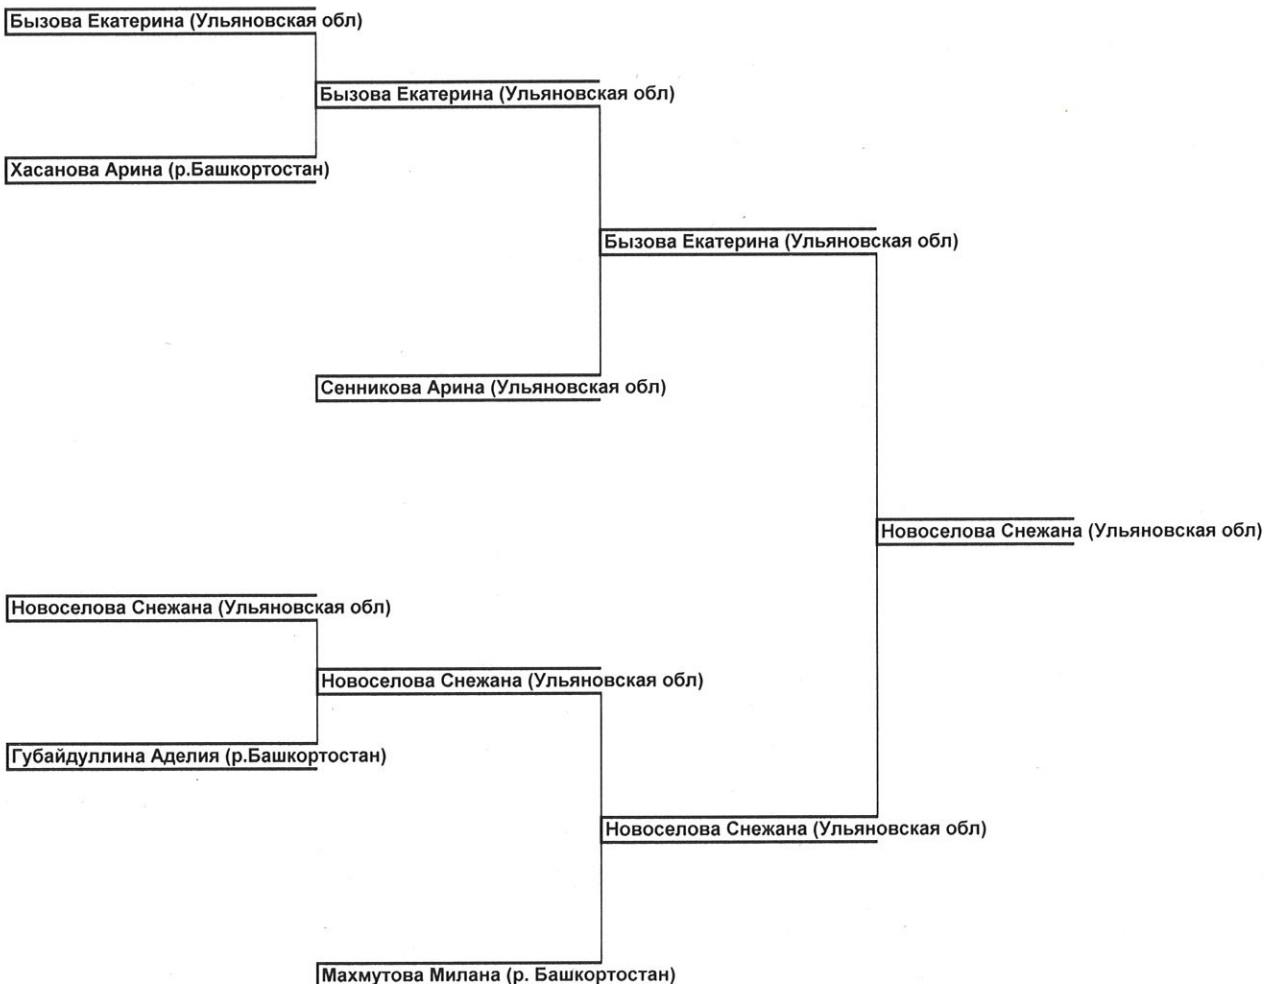 Бызова Екатерина (Ульяновская обл)
Бызова Екатерина (Ульяновская обл)
Хасанова Арина (р.Башкортостан)
Бызова Екатерина (Ульяновская обл)
Сенникова Арина (Ульяновская обл)
Новоселова Снежана (Ульяновская обл)
Новоселова Снежана (Ульяновская обл)
Новоселова Снежана (Ульяновская обл)
Губайдуллина Аделия (р.Башкортостан)
Новоселова Снежана (Ульяновская обл)
Махмутова Милана (р. Башкортостан)